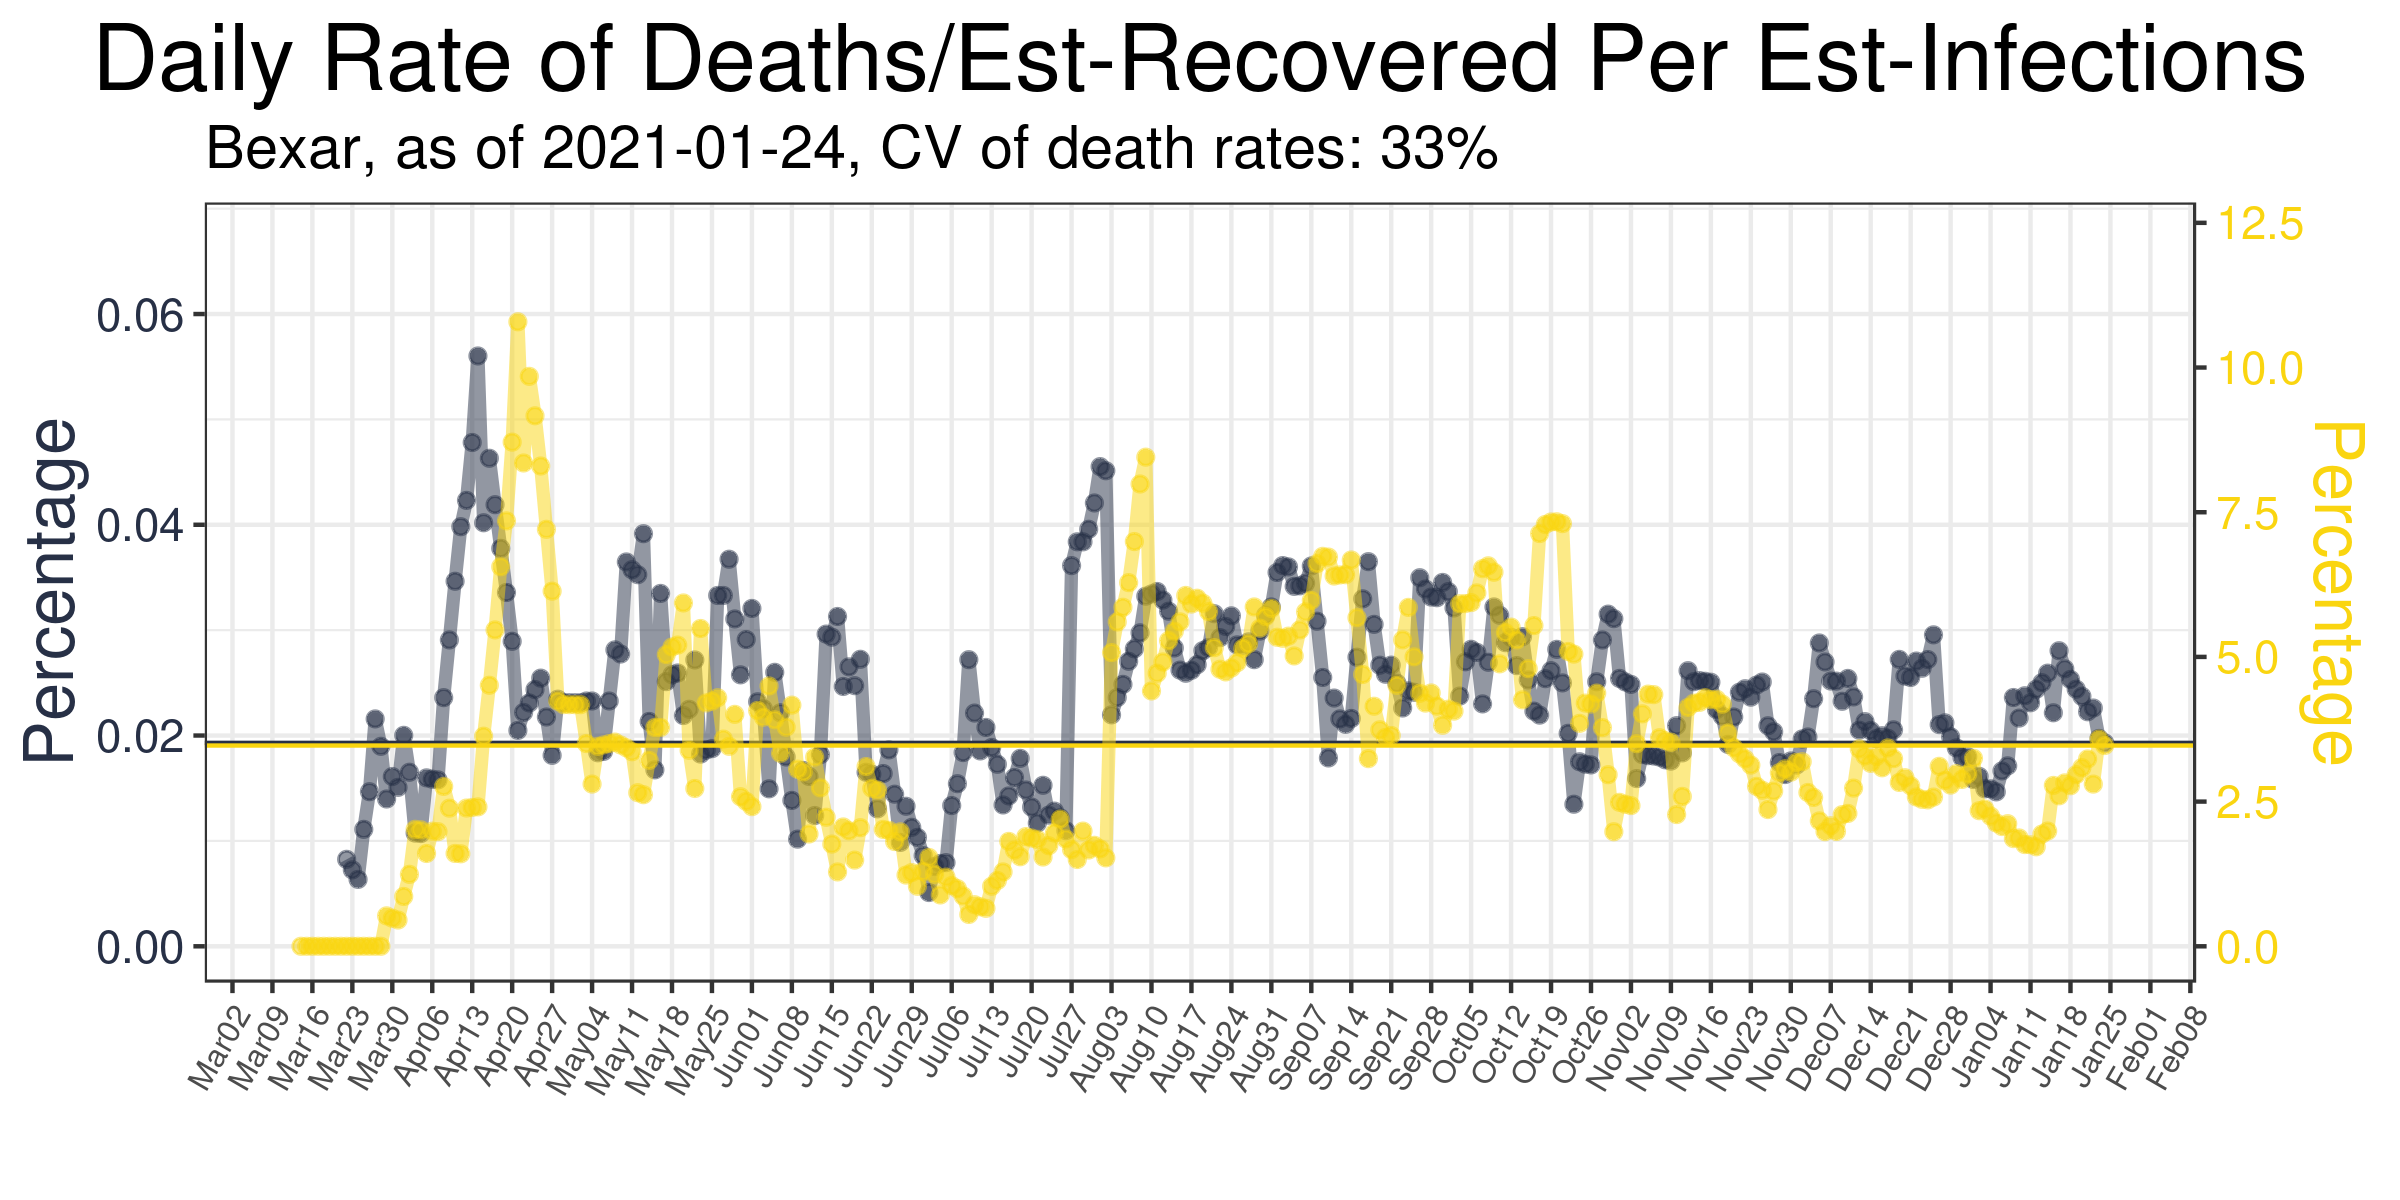 Daily Rate of Deaths/Est-Recovered Per Est-Infections
Bexar, as of 2021-01-24, CV of death rates: 33%
Percentage
0.06
0.04
0.02
0.00
12.5
10.0
7.5
5.0
2.5
0.0
Percentage
Mar02
Mar09
Mar16
Mar23
Mar30
Apr06
Apr13
Apr20
Apr27
May04
May11
May18
May25
Jun01
Jun08
Jun15
Jun22
Jun29
Jul06
Jul13
Jul20
Jul27
Aug03
Aug10
Aug17
Aug24
Aug31
Sep07
Sep14
Sep21
Sep28
Oct05
Oct12
Oct19
Oct26
Nov02
Nov09
Nov16
Nov23
Nov30
Dec07
Dec14
Dec21
Dec28
Jan04
Jan11
Jan18
Jan25
Feb01
Feb08